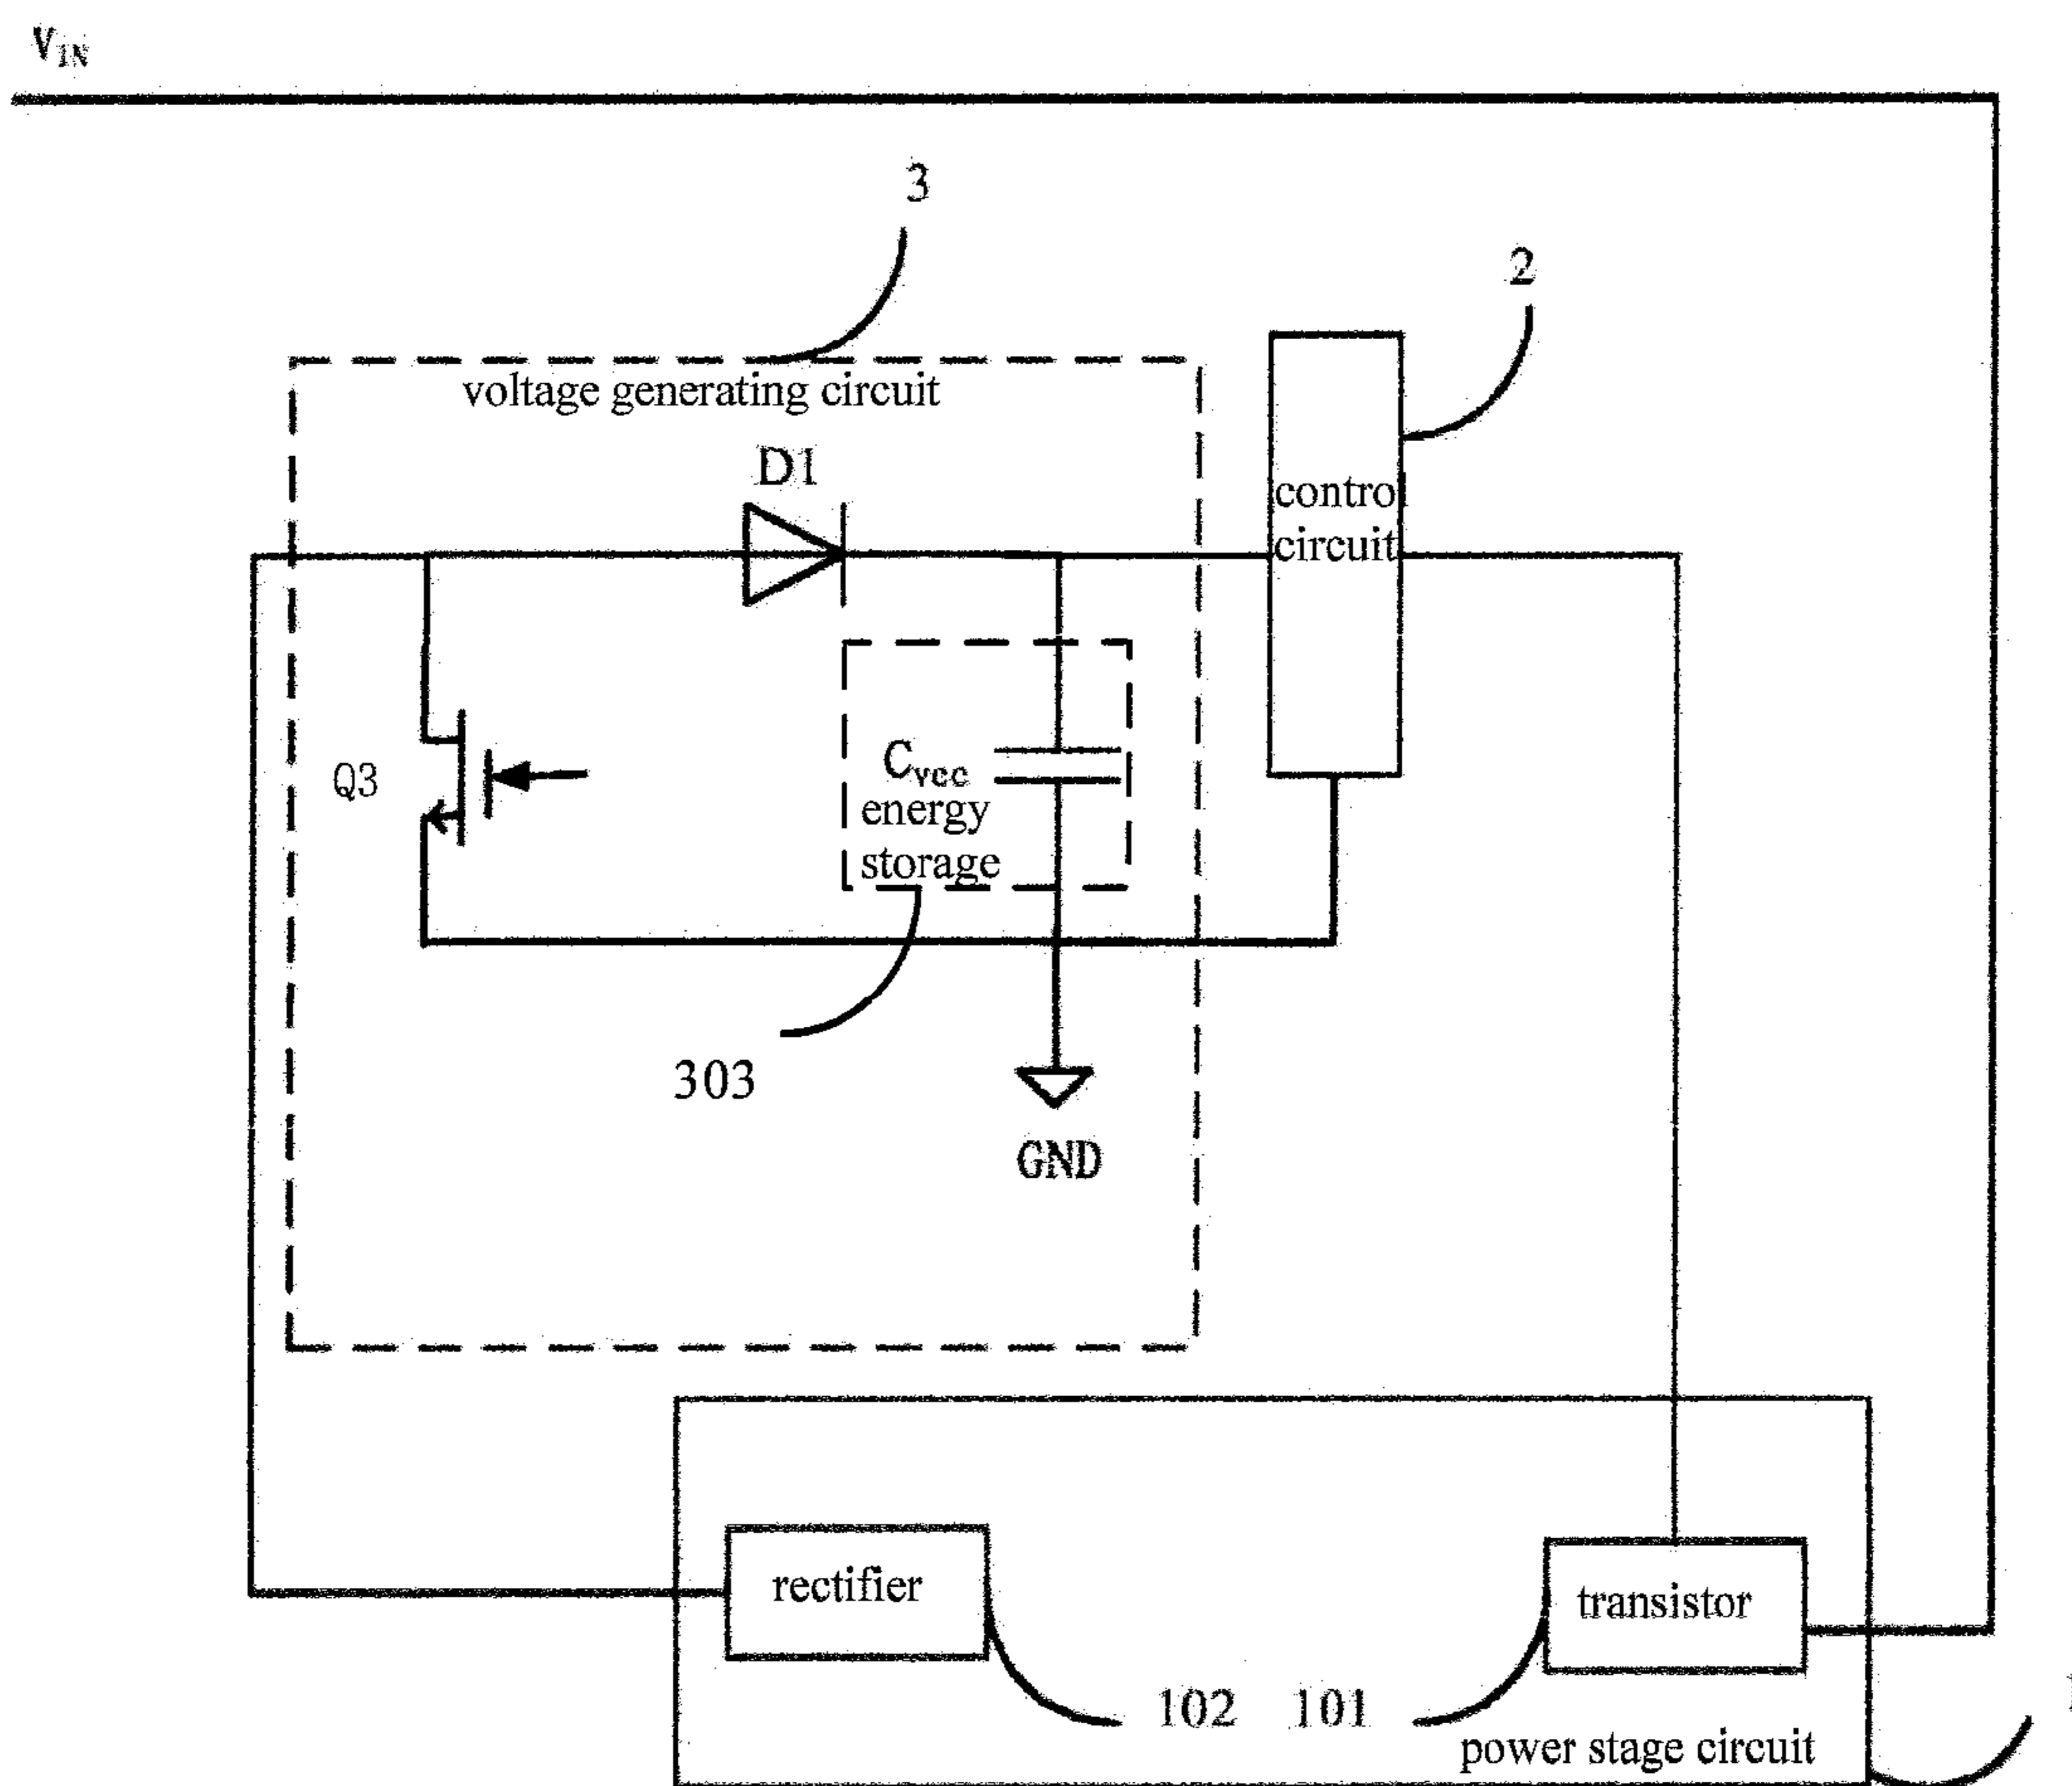 VIN
3
2
voltage generating circuit
D1
control
circuit
Q3
Cvcc
energy
storage
303
GND
rectifier
transistor
102
101
power stage circuit